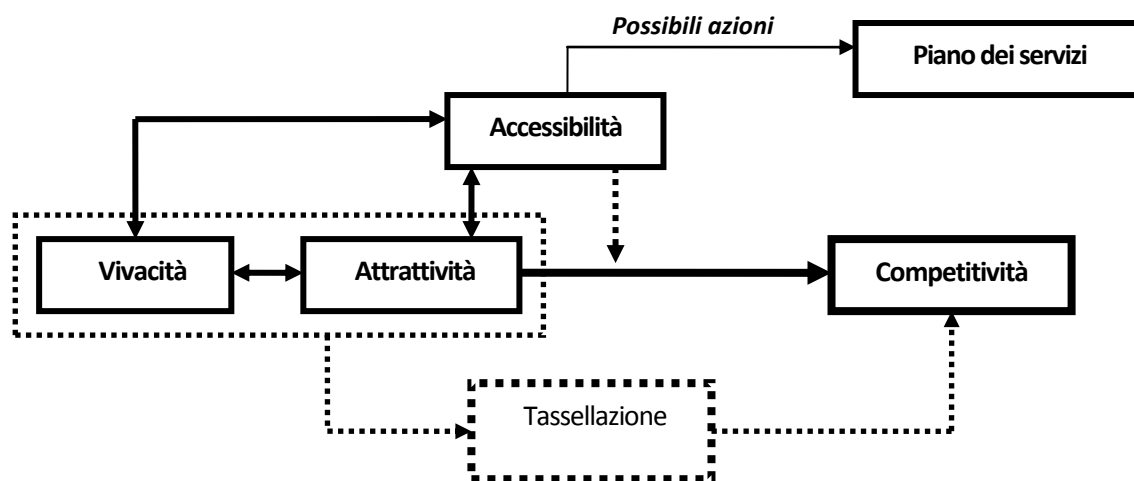 Possibili azioni
Piano dei servizi
Accessibilità
Vivacità
Attrattività
Competitività
Tassellazione